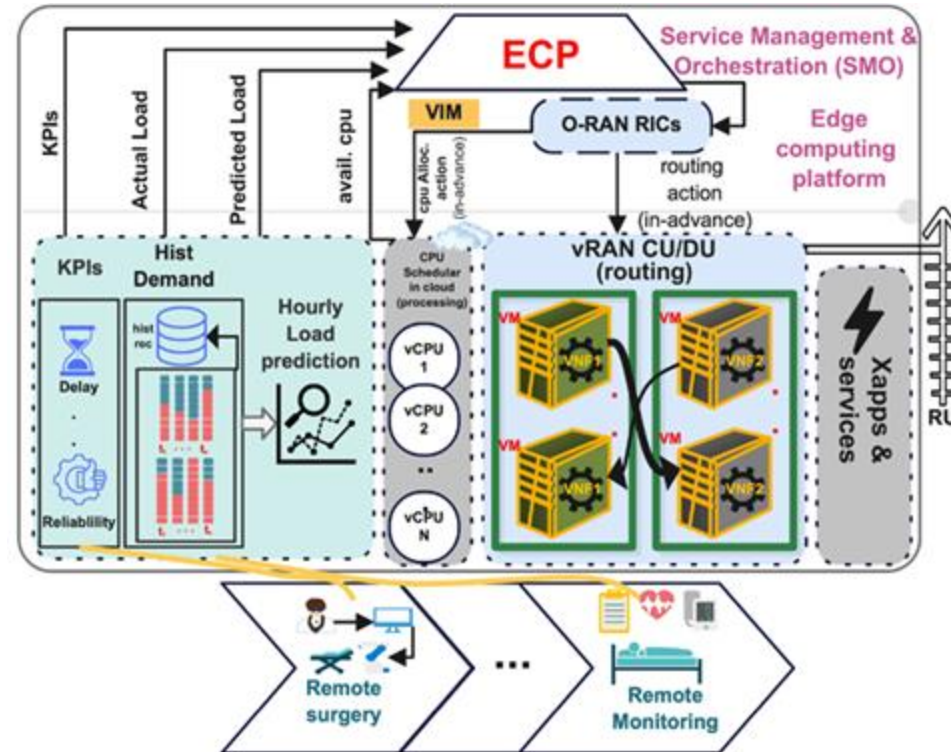 ECP
Service Management &
Orchestration (SMO)
VIM
O-RAN RICs
Edge
computing
platform
KPIs
Actual Load
Predicted Load
avail. cpu
cpu Alloc.
action
(in-advance)
routing
action
(in-advance)
KPIs
Delay
.
.
.
Reliablility
Hist
Demand
hist
rec
Hourly
Load
prediction
CPU
Schedular
in cloud
(processing)
vCPU
1
vCPU
2
..
vCPU
N
vRAN CU/DU
(routing)
VM
VNF1
VM
VNF2
VM
VNF1
VM
VNF2
Xapps &
services
RU
Remote
surgery
...
Remote
Monitoring